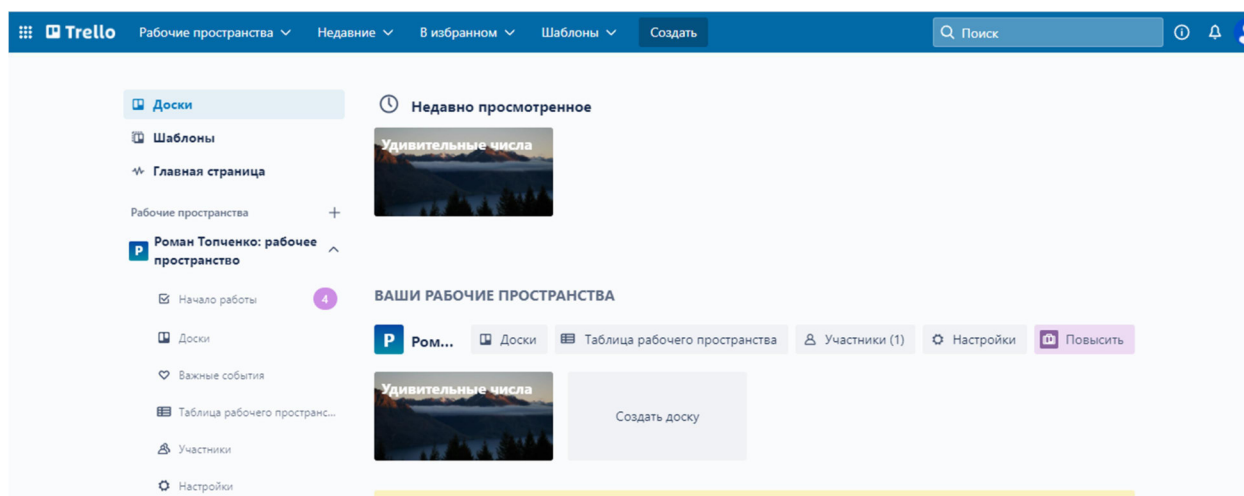 Trello Рабочие пространства Недавние В избранном Шаблоны Создать Поиск
Доски
Шаблоны
Главная страница
Рабочие пространства
Р Роман Топченко: рабочее
пространство
Начало работы 4
Доски
Важные события
Таблица рабочего пространс...
Участники
Настройки
Недавно просмотренное
Удивительные числа
ВАШИ РАБОЧИЕ ПРОСТРАНСТВА
Р Ром... Доски Таблица рабочего пространства Участники (1) Настройки Повысить
Удивительные числа
Создать доску